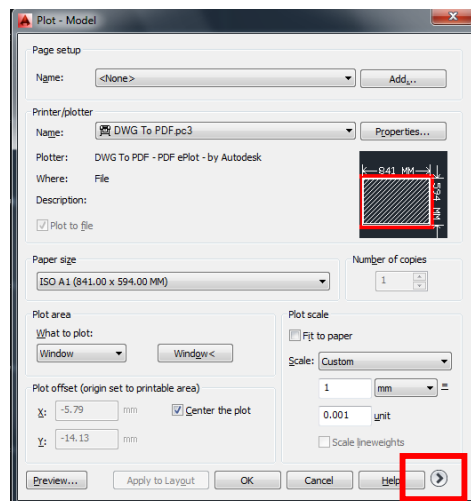 Plot - Model
Page setup
Name: <None> Add...
Printer/plotter
Name: DWG To PDF.pc3 Properties...
Plotter: DWG To PDF - PDF ePlot - by Autodesk
Where: File
Description:
Plot to file
841 MM
594 MM
Paper size
ISO A1 (841.00 x 594.00 MM)
Number of copies
1
Plot area
What to plot:
Window Window<
Plot offset (origin set to printable area)
X: -5.79 mm Center the plot
Y: -14.13 mm
Plot scale
Fit to paper
Scale: Custom
1 mm =
0.001 unit
Scale lineweights
Preview... Apply to Layout OK Cancel Help